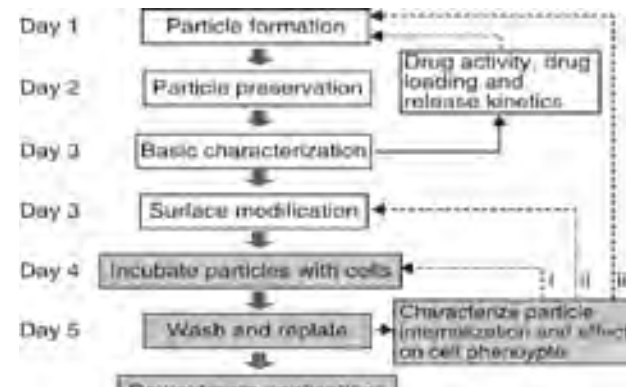 Day 1
Particle formation
Drug activity, drug
loading and
release kinetics
Day 2
Particle preservation
Day 3
Basic characterization
Day 3
Surface modification
Day 4
Incubate particles with cells
i
ii
Day 5
Wash and replate
Characterize particle
internalization and effect
on cell phenoypte